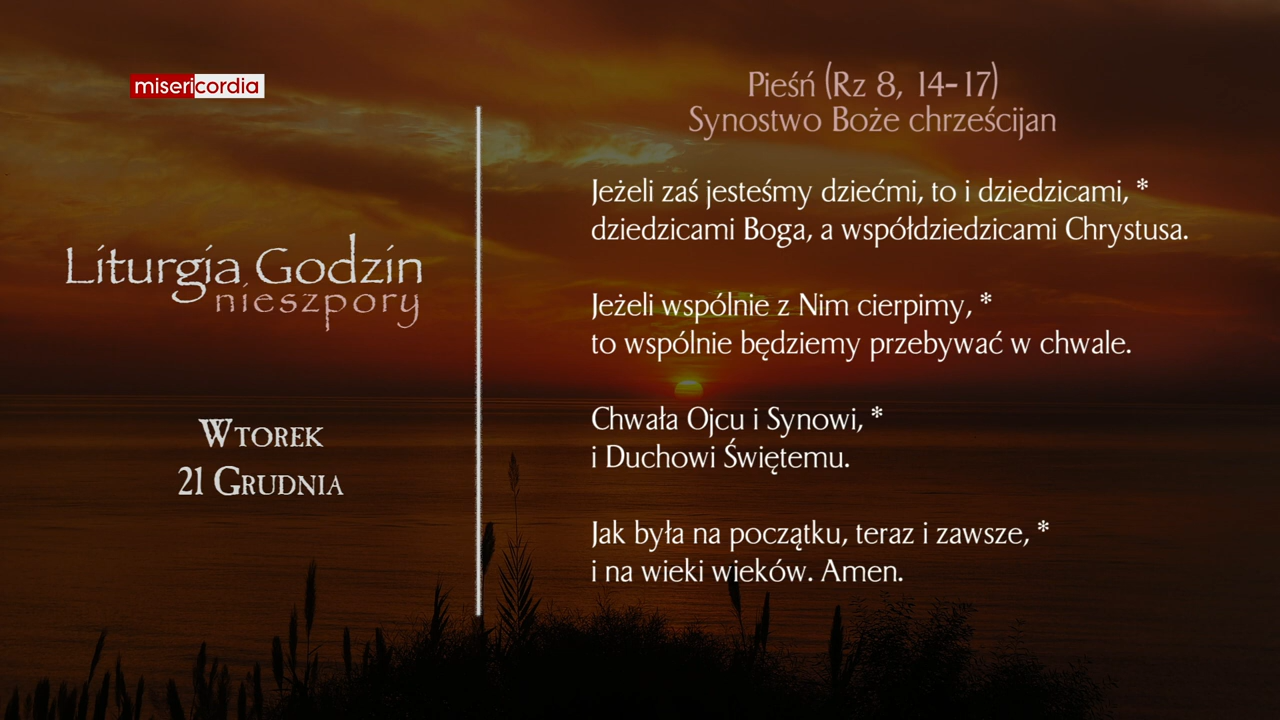 misericordia
Liturgia Godzin
nieszpory
Wtorek
21 Grudnia
Pieśń (Rz 8, 14-17)
Synostwo Boże chrześcijan
Jeżeli zaś jesteśmy dziećmi, to i dziedzicami, *
dziedzicami Boga, a współdziedzicami Chrystusa.
Jeżeli wspólnie z Nim cierpimy, *
to wspólnie będziemy przebywać w chwale.
Chwała Ojcu i Synowi, *
i Duchowi Świętemu.
Jak była na początku, teraz i zawsze, *
i na wieki wieków. Amen.